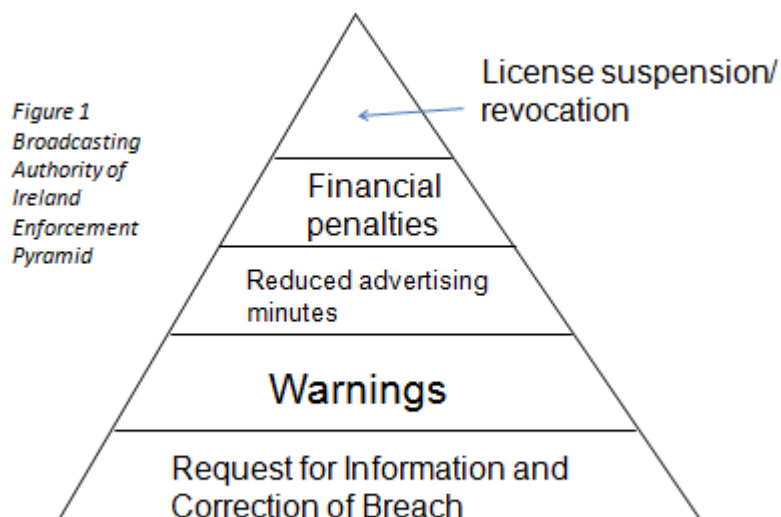 License suspension/
revocation
Figure 1
Broadcasting
Authority of
Ireland
Enforcement
Pyramid
Financial
penalties
Reduced advertising
minutes
Warnings
Request for Information and
Correction of Breach